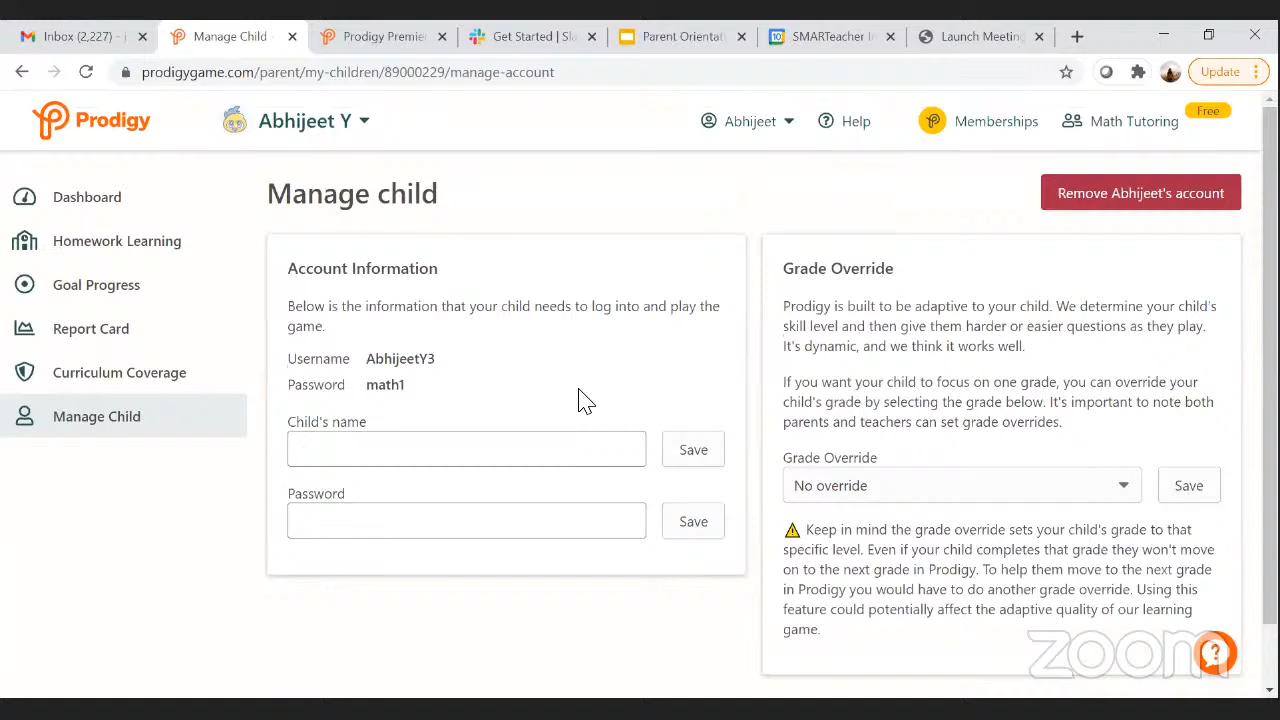 Inbox (2,227) -
Manage Child -
Prodigy Premie
Get Started | Sla
Parent Orientat
SMARTeacher In
Launch Meeting
prodigygame.com/parent/my-children/89000229/manage-account
Update
Prodigy
Abhijeet Y
Abhijeet
Help
Memberships
Math Tutoring
Free
Dashboard
Homework Learning
Goal Progress
Report Card
Curriculum Coverage
Manage Child
Manage child
Remove Abhijeet's account
Account Information
Below is the information that your child needs to log into and play the
game.
Username AbhijeetY3
Password math1
Child's name
Save
Password
Save
Grade Override
Prodigy is built to be adaptive to your child. We determine your child's
skill level and then give them harder or easier questions as they play.
It's dynamic, and we think it works well.
If you want your child to focus on one grade, you can override your
child's grade by selecting the grade below. It's important to note both
parents and teachers can set grade overrides.
Grade Override
No override
Save
Keep in mind the grade override sets your child's grade to that
specific level. Even if your child completes that grade they won't move
on to the next grade in Prodigy. To help them move to the next grade
in Prodigy you would have to do another grade override. Using this
feature could potentially affect the adaptive quality of our learning
game.
zoom